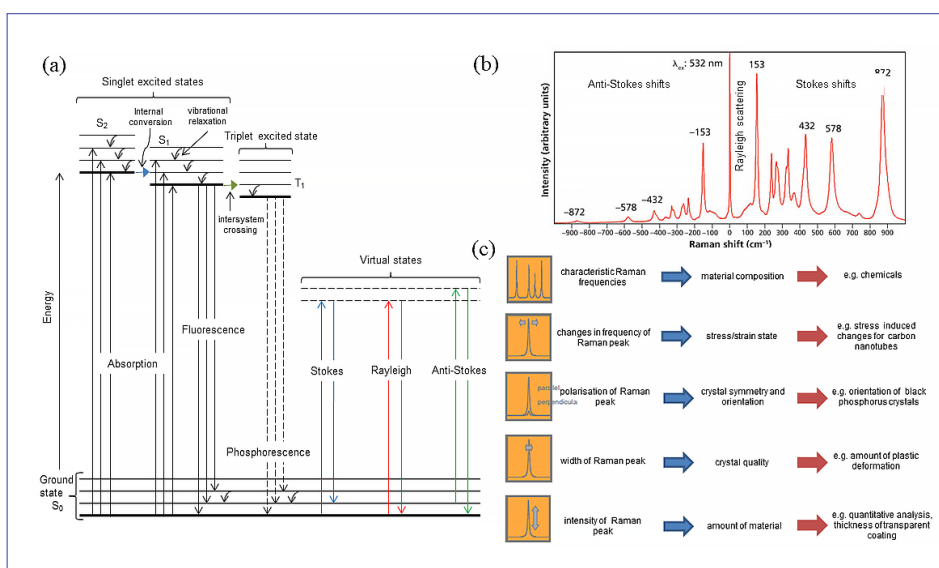 (a)
Singlet excited states
S2
Internal
conversion
vibrational
relaxation
S1
Triplet excited state
T1
intersystem
crossing
Virtual states
Energy
Absorption
Fluorescence
Phosphorescence
Stokes
Rayleigh
Anti-Stokes
Ground
state
S0
(b)
Intensity (arbitrary units)
Anti-Stokes shifts
λex: 532 nm
Rayleigh scattering
Stokes shifts
−872
−578
−432
−153
153
432
578
872
−900 −800 −700 −600 −500 −400 −300 −200 −100 0 100 200 300 400 500 600 700 800 900
Raman shift (cm−1)
(c)
characteristic Raman
frequencies
material composition
e.g. chemicals
changes in frequency of
Raman peak
stress/strain state
e.g. stress induced
changes for carbon
nanotubes
parallel
perpendicula
polarisation of Raman
peak
crystal symmetry and
orientation
e.g. orientation of black
phosphorus crystals
width of Raman peak
crystal quality
e.g. amount of plastic
deformation
intensity of Raman
peak
amount of material
e.g. quantitative analysis,
thickness of transparent
coating